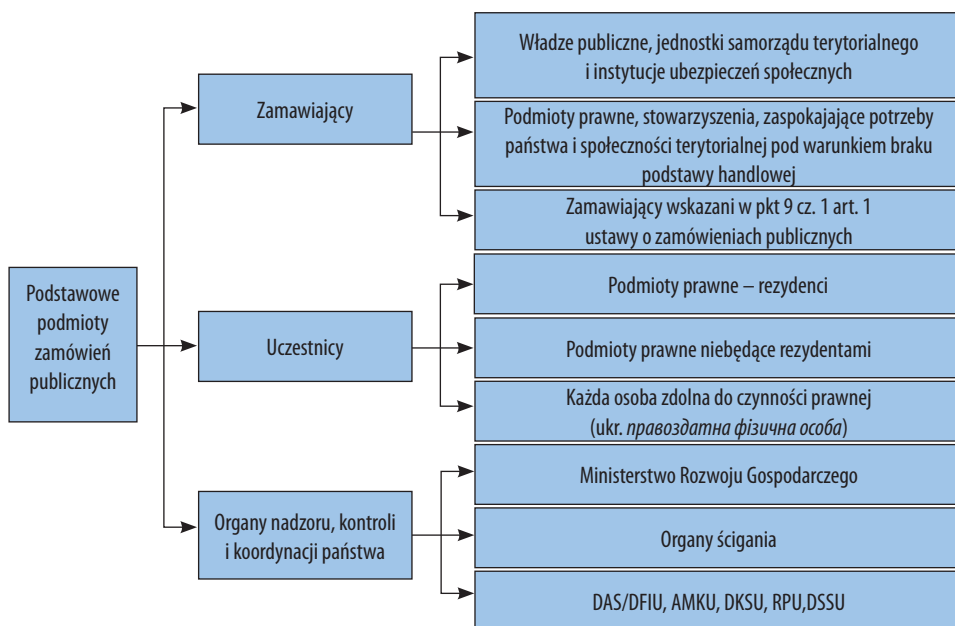 Podstawowe
podmioty
zamówień
publicznych
Zamawiający
Władze publiczne, jednostki samorządu terytorialnego
i instytucje ubezpieczeń społecznych
Podmioty prawne, stowarzyszenia, zaspokajające potrzeby
państwa i społeczności terytorialnej pod warunkiem braku
podstawy handlowej
Zamawiający wskazani w pkt 9 cz. 1 art. 1
ustawy o zamówieniach publicznych
Uczestnicy
Podmioty prawne – rezydenci
Podmioty prawne niebędące rezydentami
Każda osoba zdolna do czynności prawnej
(ukr. правоздатна фізична особа)
Organy nadzoru, kontroli
i koordynacji państwa
Ministerstwo Rozwoju Gospodarczego
Organy ścigania
DAS/DFIU, AMKU, DKSU, RPU,DSSU